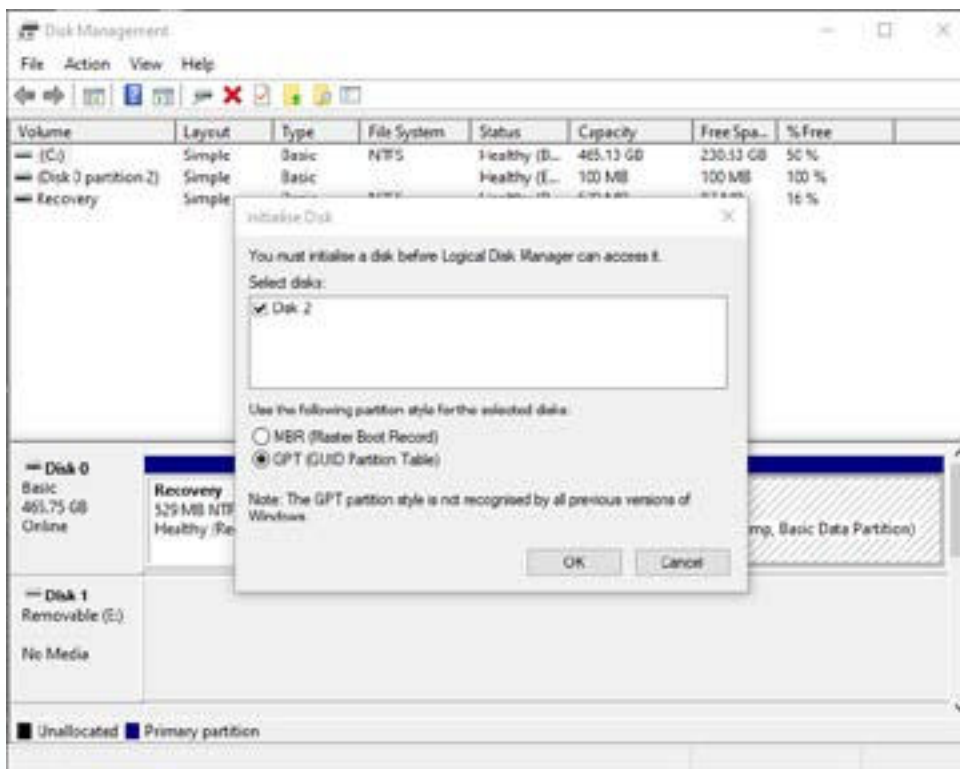 Disk Management
File Action View Help
Volume Layout Type File System Status Capacity Free Spa... % Free
(C:) Simple Basic NTFS Healthy (B... 465.13 GB 230.53 GB 50 %
(Disk 0 partition 2) Simple Basic Healthy (E... 100 MB 100 MB 100 %
Recovery Simple 16 %
Initialise Disk
You must initialise a disk before Logical Disk Manager can access it.
Select disks:
Disk 2
Use the following partition style for the selected disks:
MBR (Master Boot Record)
GPT (GUID Partition Table)
Note: The GPT partition style is not recognised by all previous versions of
Windows.
OK Cancel
Disk 0
Basic
465.75 GB
Online
Recovery
529 MB NTF
Healthy (Re
mp, Basic Data Partition)
Disk 1
Removable (E:)
No Media
Unallocated Primary partition